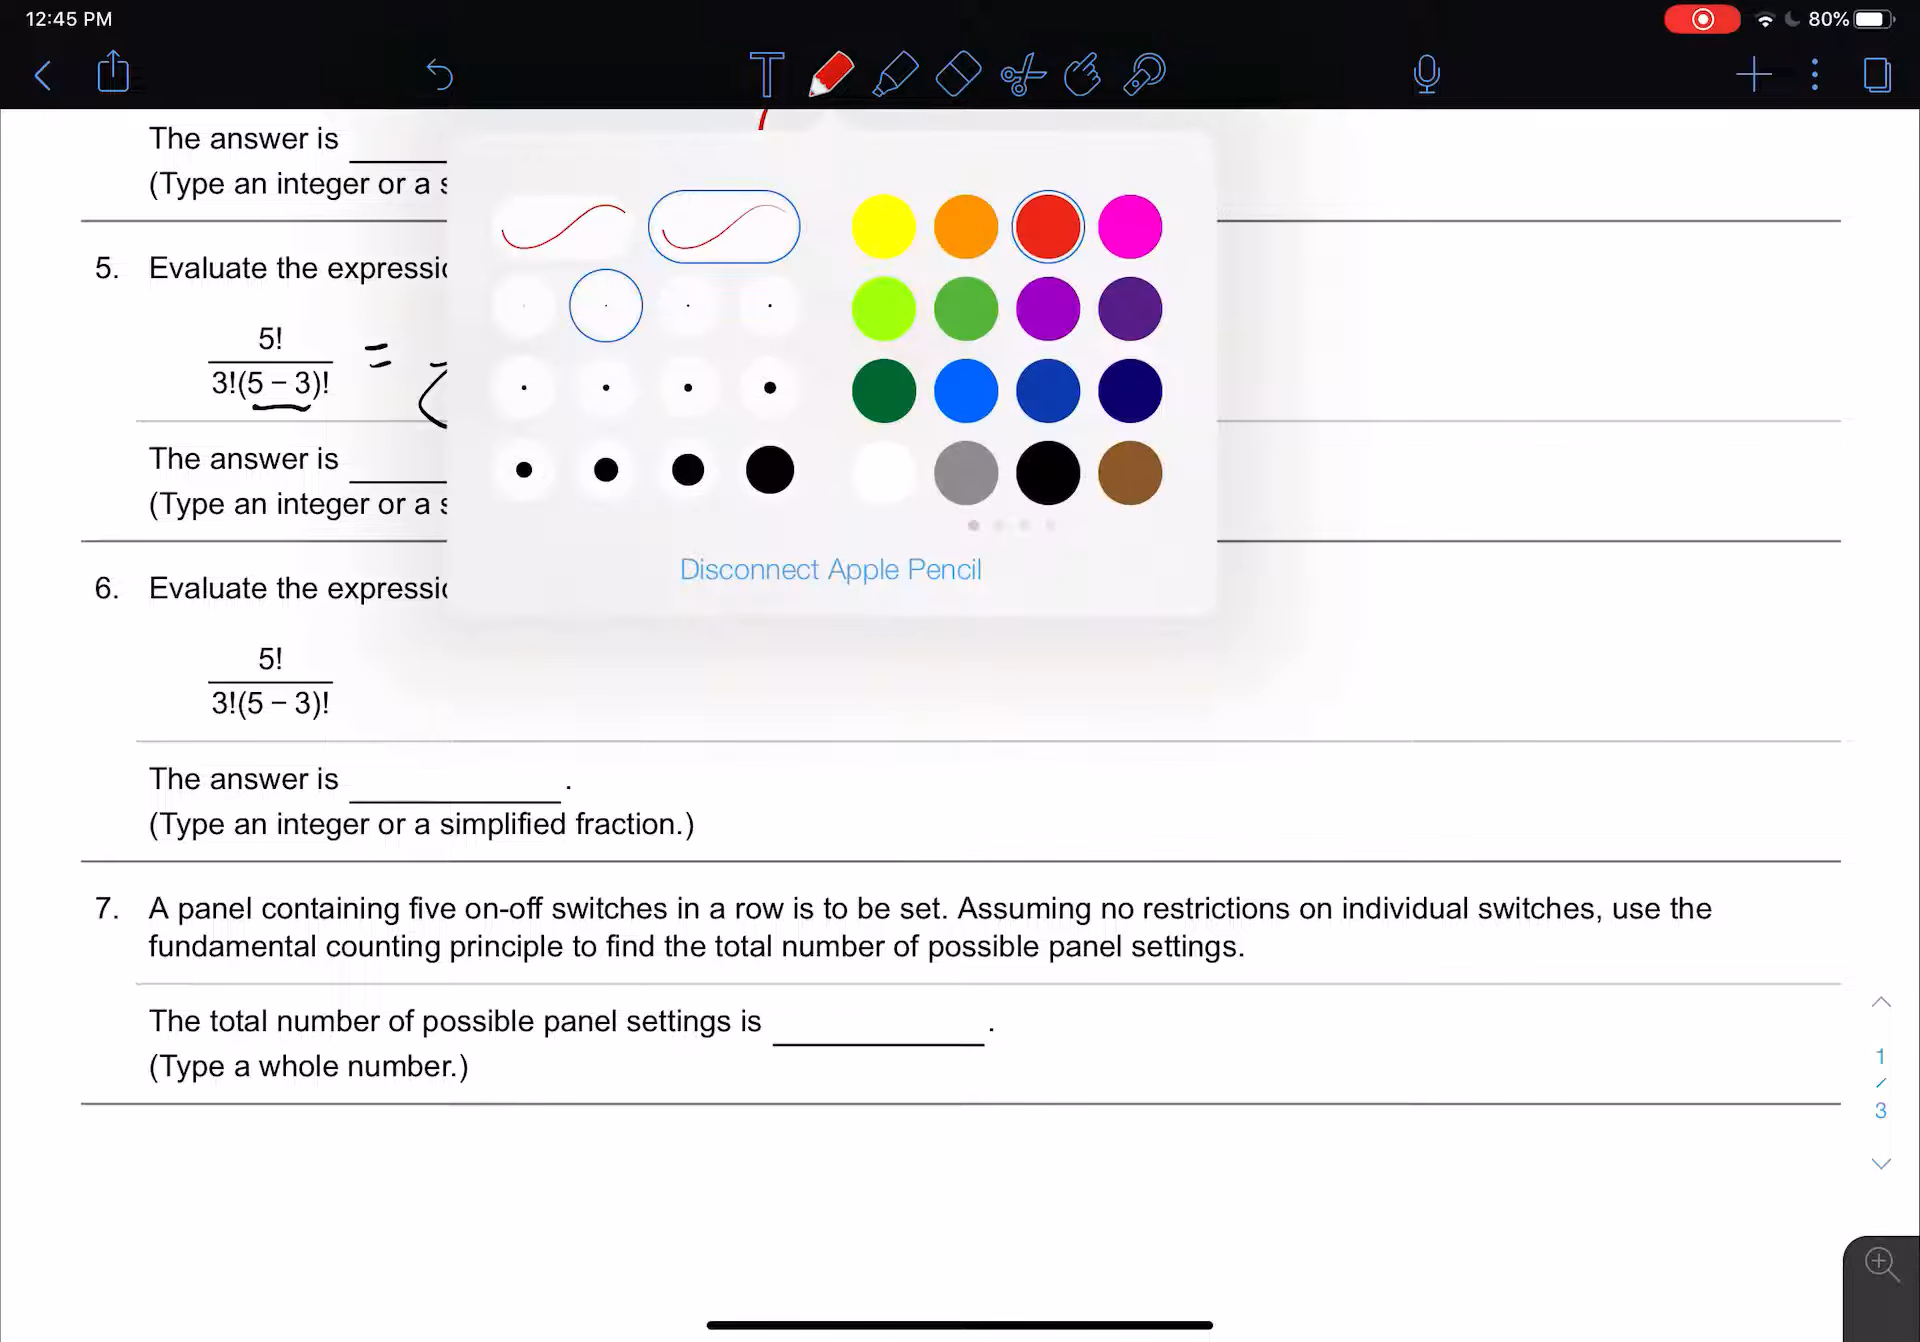 12:45 PM
80%
The answer is
(Type an integer or a
5. Evaluate the
5!
3!(5 − 3)!
=
The answer is
(Type an integer or a
6. Evaluate the
5!
3!(5 − 3)!
The answer is ____________.
(Type an integer or a simplified fraction.)
7. A panel containing five on-off switches in a row is to be set. Assuming no restrictions on individual switches, use the
fundamental counting principle to find the total number of possible panel settings.
The total number of possible panel settings is ____________.
(Type a whole number.)
Disconnect Apple Pencil
1
/
3